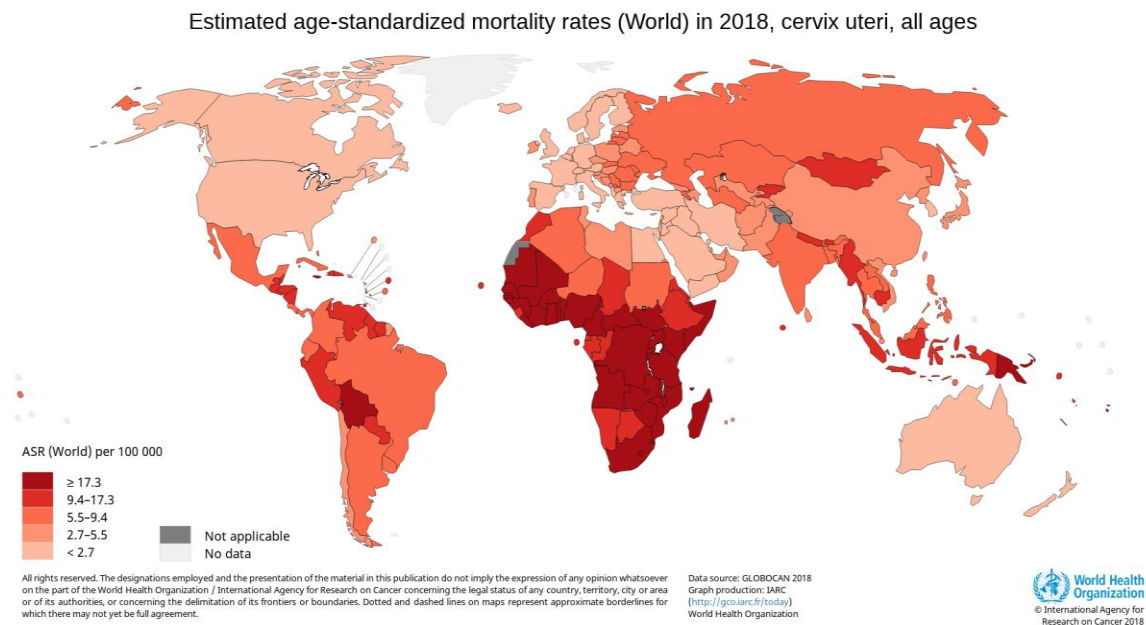 Estimated age-standardized mortality rates (World) in 2018, cervix uteri, all ages
ASR (World) per 100 000
≥ 17.3
9.4–17.3
5.5–9.4
2.7–5.5
< 2.7
Not applicable
No data
All rights reserved. The designations employed and the presentation of the material in this publication do not imply the expression of any opinion whatsoever
on the part of the World Health Organization / International Agency for Research on Cancer concerning the legal status of any country, territory, city or area
or of its authorities, or concerning the delimitation of its frontiers or boundaries. Dotted and dashed lines on maps represent approximate borderlines for
which there may not yet be full agreement.
Data source: GLOBOCAN 2018
Graph production: IARC
(http://gco.iarc.fr/today)
World Health Organization
World Health
Organization
© International Agency for
Research on Cancer 2018